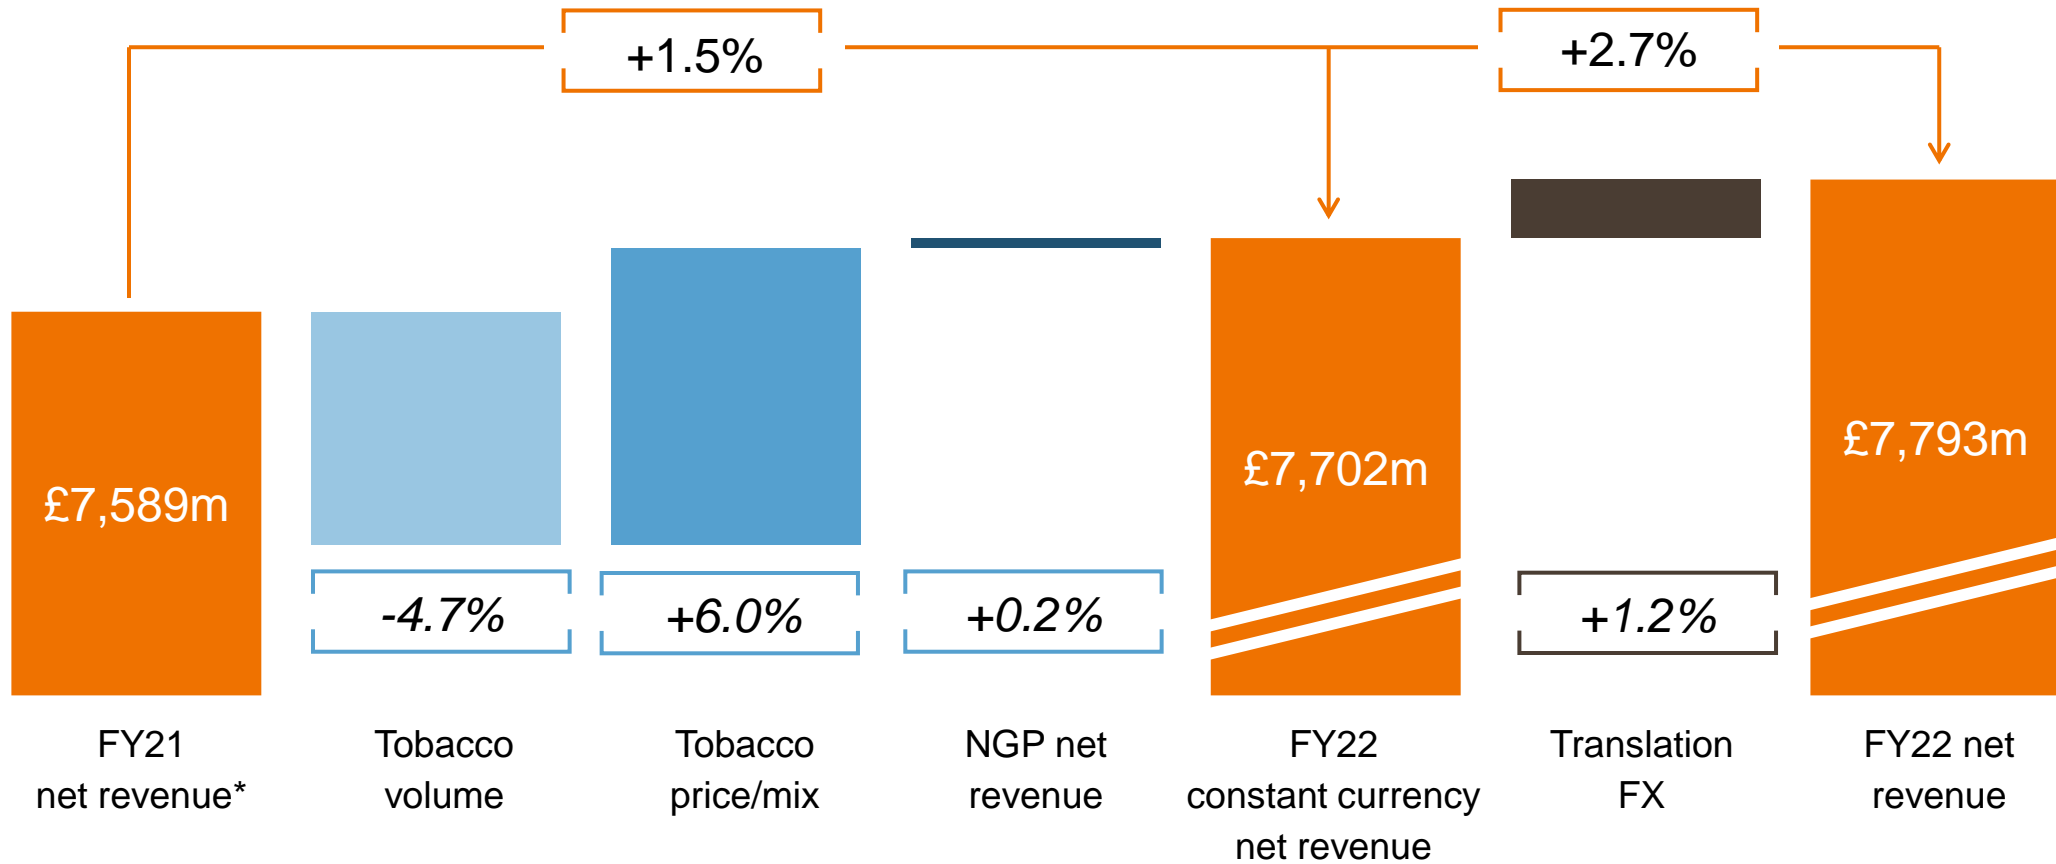 +1.5%
+2.7%
£7,589m
£7,702m
£7,793m
-4.7%
+6.0%
+0.2%
+1.2%
FY21
net revenue*
Tobacco
volume
Tobacco
price/mix
NGP net
revenue
FY22
constant currency
net revenue
Translation
FX
FY22 net
revenue